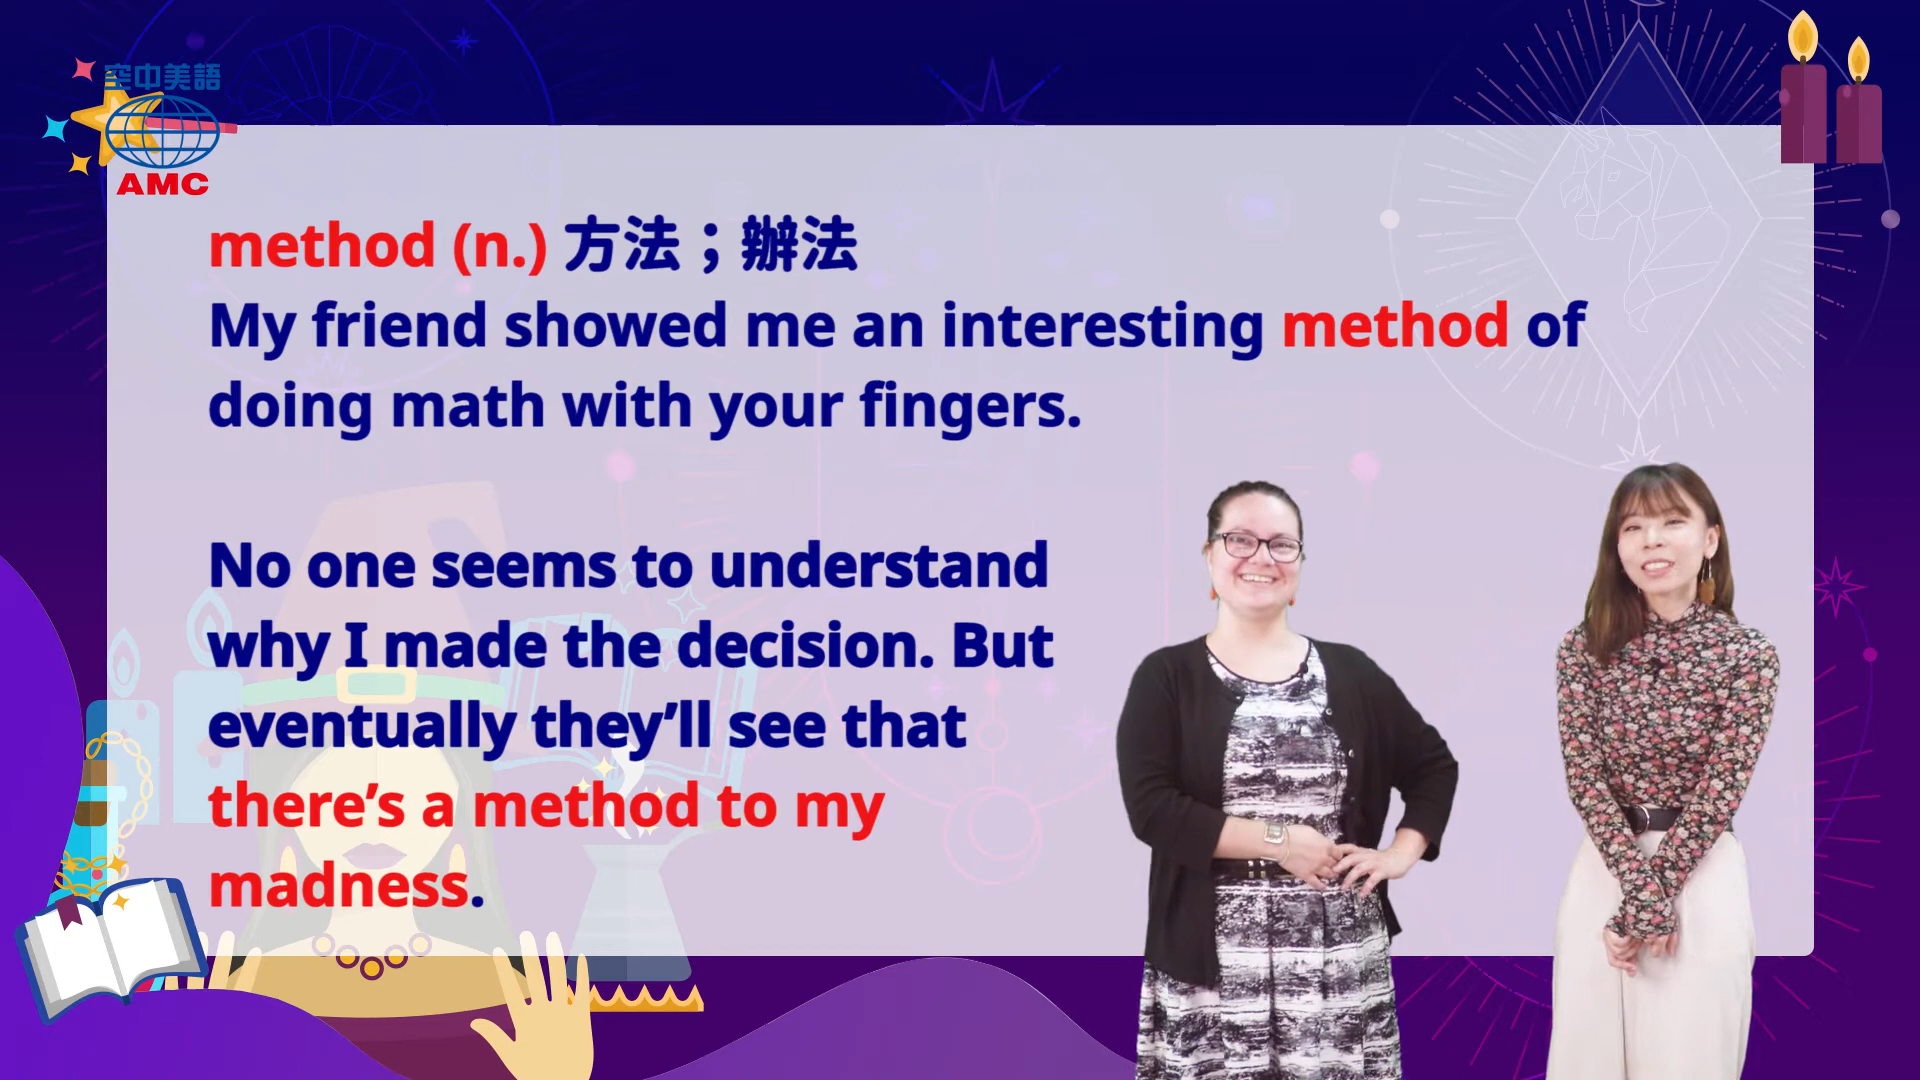 空中美語
AMC
method (n.) 方法；辦法
My friend showed me an interesting method of
doing math with your fingers.
No one seems to understand
why I made the decision. But
eventually they’ll see that
there’s a method to my
madness.